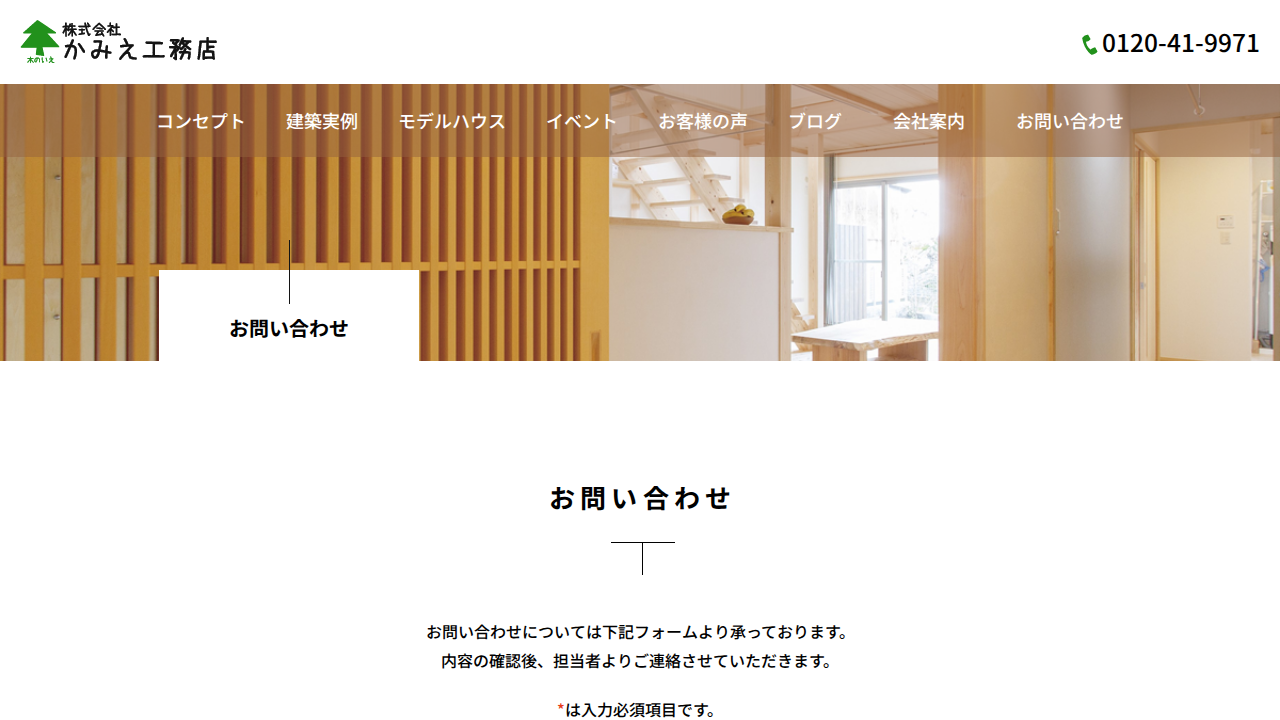 株式会社
かみえ工務店
木のいえ
0120-41-9971
コンセプト 建築実例 モデルハウス イベント お客様の声 ブログ 会社案内 お問い合わせ
お問い合わせ
お問い合わせ
お問い合わせについては下記フォームより承っております。
内容の確認後、担当者よりご連絡させていただきます。
*は入力必須項目です。